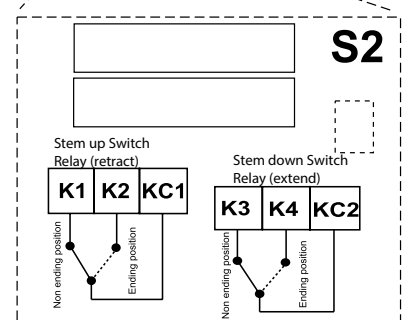 S2
Stem up Switch
Relay (retract)
K1 K2 KC1
Non ending position
Ending position
Stem down Switch
Relay (extend)
K3 K4 KC2
Non ending position
Ending position